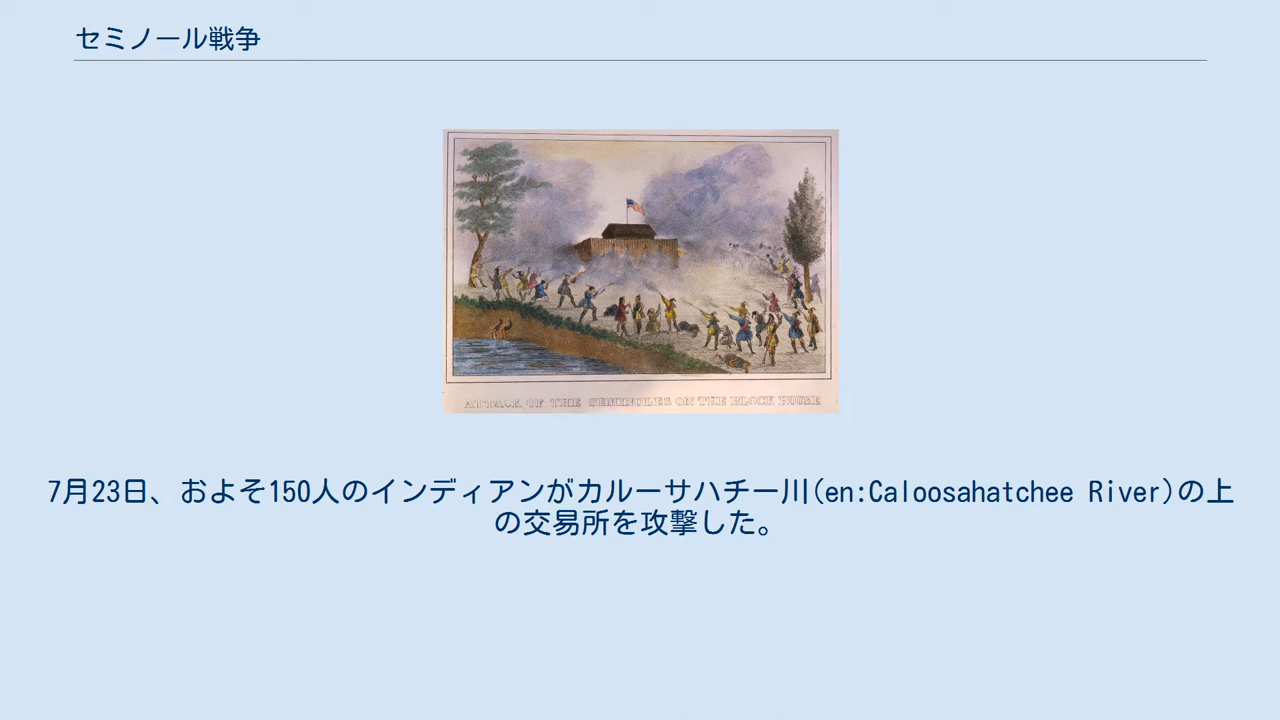 セミノール戦争
ATTACK OF THE SEMINOLES ON THE BLOCK HOUSE
7月23日、およそ150人のインディアンがカルーサハチー川(en:Caloosahatchee River)の上
の交易所を攻撃した。